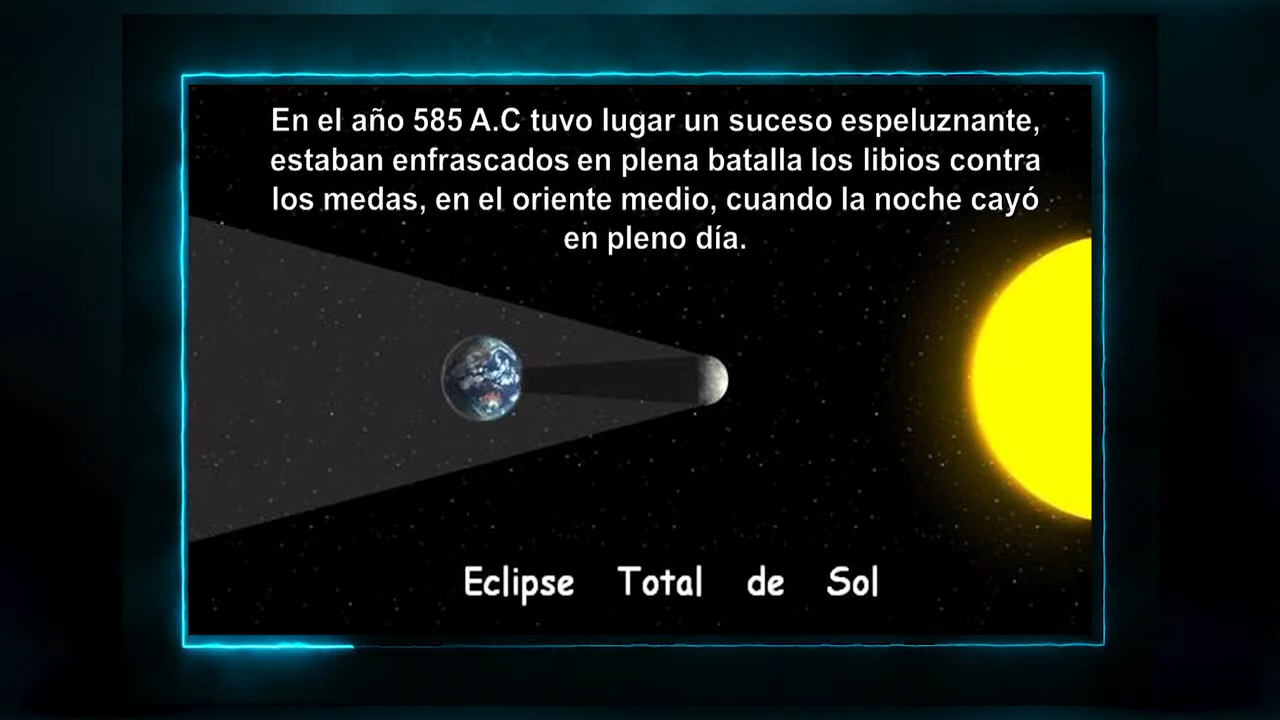 En el año 585 A.C tuvo lugar un suceso espeluznante,
estaban enfrascados en plena batalla los libios contra
los medas, en el oriente medio, cuando la noche cayó
en pleno día.
Eclipse Total de Sol